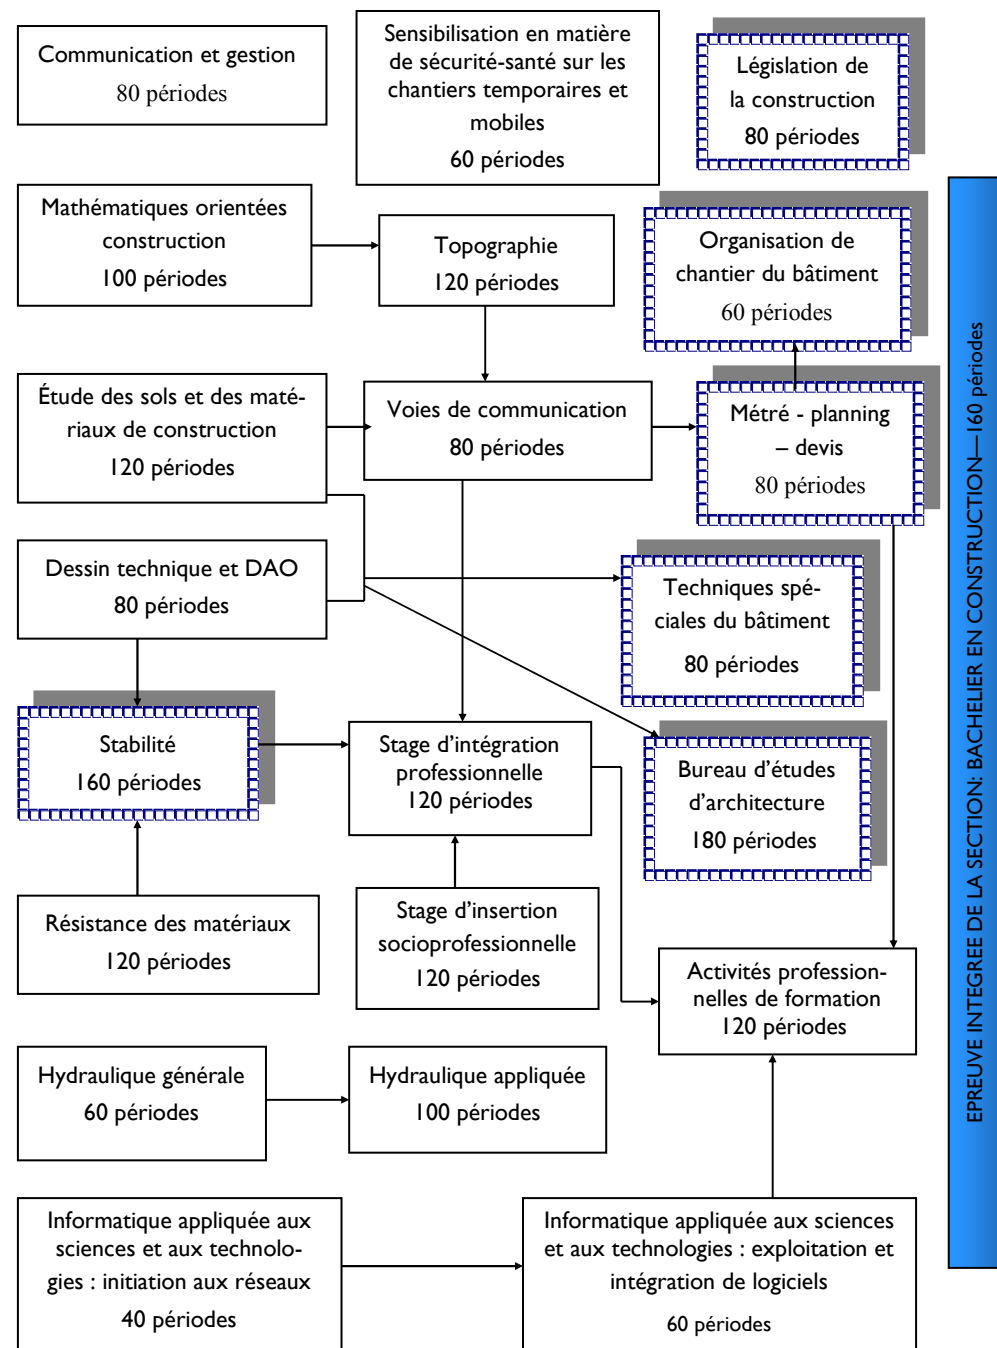 Communication et gestion
80 périodes
Sensibilisation en matière
de sécurité-santé sur les
chantiers temporaires et
mobiles
60 périodes
Législation de
la construction
80 périodes
Mathématiques orientées
construction
100 périodes
Topographie
120 périodes
Organisation de
chantier du bâtiment
60 périodes
Étude des sols et des maté-
riaux de construction
120 périodes
Voies de communication
80 périodes
Métré - planning
– devis
80 périodes
Dessin technique et DAO
80 périodes
Techniques spé-
ciales du bâtiment
80 périodes
Stabilité
160 périodes
Stage d’intégration
professionnelle
120 périodes
Bureau d’études
d’architecture
180 périodes
Résistance des matériaux
120 périodes
Stage d’insertion
socioprofessionnelle
120 périodes
Activités profession-
nelles de formation
120 périodes
Hydraulique générale
60 périodes
Hydraulique appliquée
100 périodes
Informatique appliquée aux
sciences et aux technolo-
gies : initiation aux réseaux
40 périodes
Informatique appliquée aux sciences
et aux technologies : exploitation et
intégration de logiciels
60 périodes
EPREUVE INTEGREE DE LA SECTION: BACHELIER EN CONSTRUCTION—160 périodes